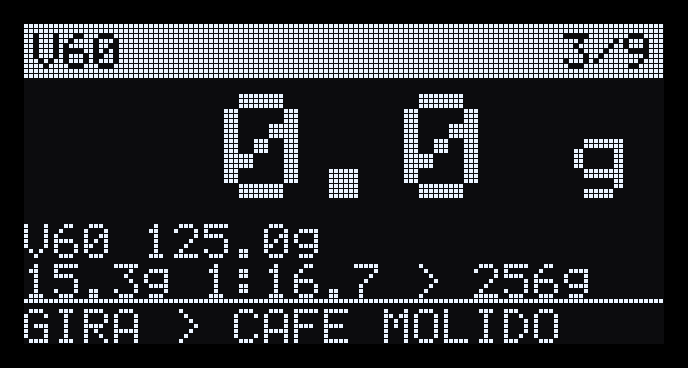 V60 3/9
0.0 g
V60 125.0g
15.3g 1:16.7 > 256g
GIRA > CAFE MOLIDO